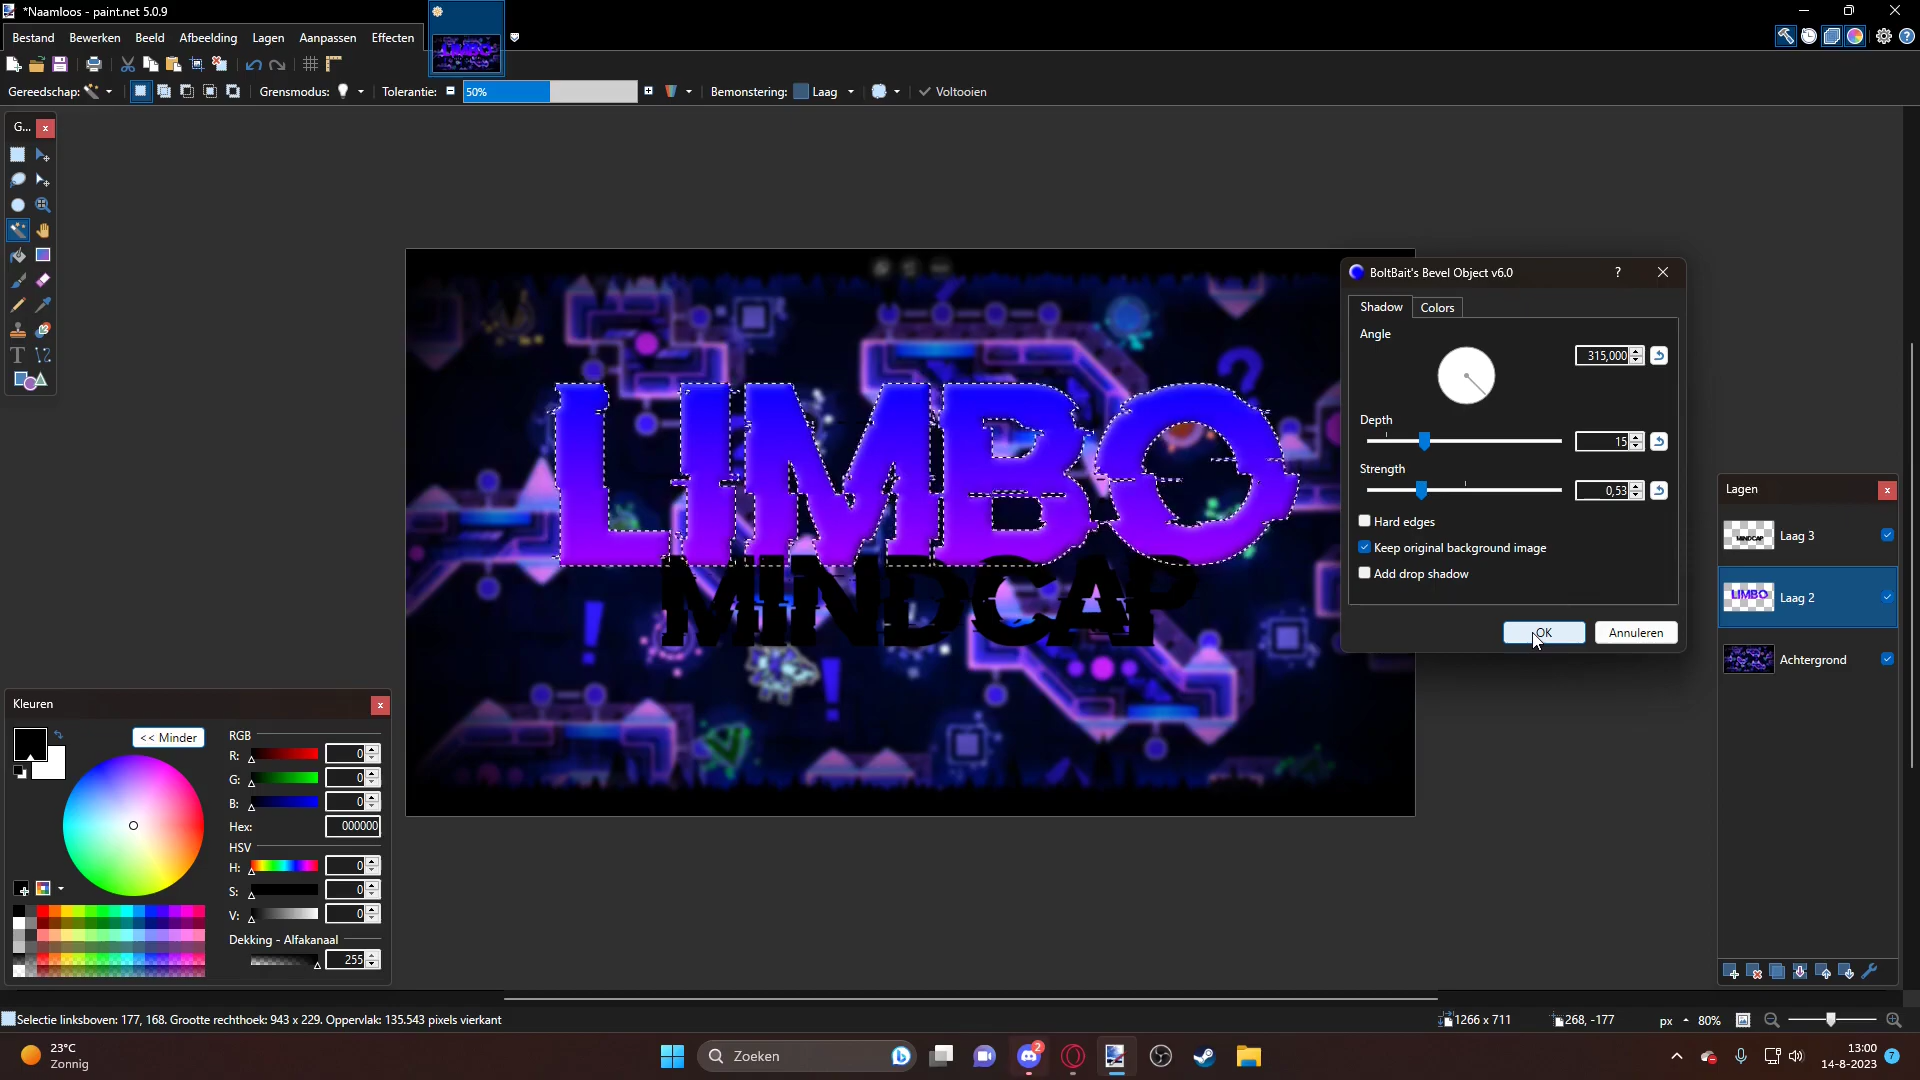 *Naamloos - paint.net 5.0.9
Bestand Bewerken Beeld Afbeelding Lagen Aanpassen Effecten
Gereedschap: Grensmodus: Tolerantie: 50% Bemonstering: Laag Voltooien
G...
LIMBO
MINDCAP
BoltBait's Bevel Object v6.0
Shadow Colors
Angle
315,000
Depth
15
Strength
0,53
Hard edges
Keep original background image
Add drop shadow
OK Annuleren
Lagen
Laag 3
Laag 2
Achtergrond
Kleuren
<< Minder
RGB
R: 0
G: 0
B: 0
Hex: 000000
HSV
H: 0
S: 0
V: 0
Dekking - Alfakanaal
255
Selectie linksboven: 177, 168. Grootte rechthoek: 943 x 229. Oppervlak: 135.543 pixels vierkant
1266 x 711 268, -177 px 80%
23°C
Zonnig
Zoeken
2
13:00
14-8-2023
7